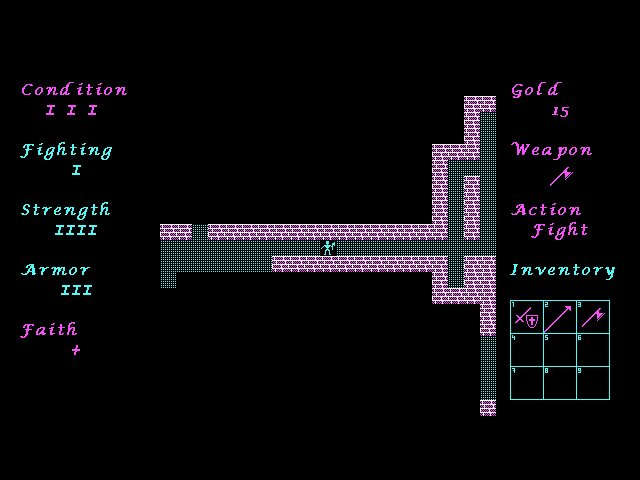 Condition
I I I
Fighting
I
Strength
IIII
Armor
III
Faith
Gold
15
Weapon
Action
Fight
Inventory
1 2 3
4 5 6
7 8 9